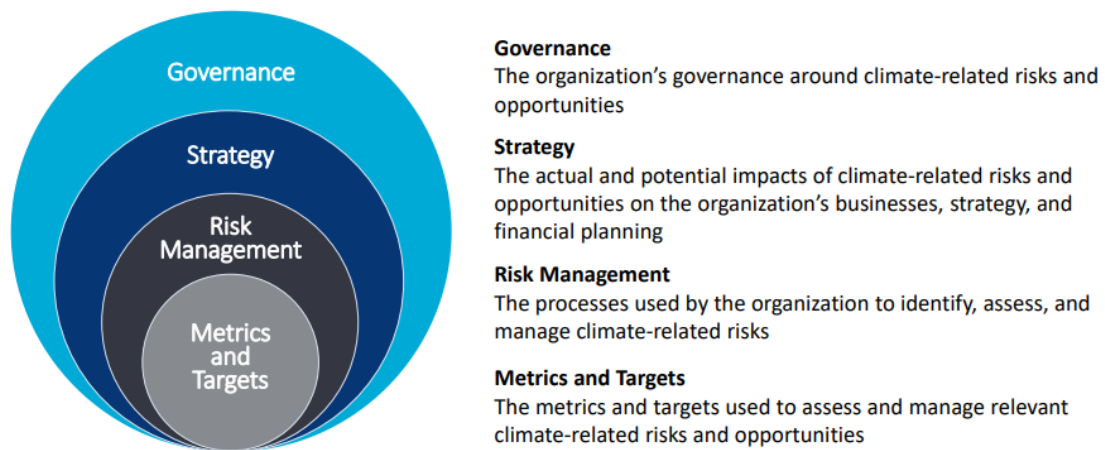 Governance
Strategy
Risk
Management
Metrics
and
Targets
Governance
The organization’s governance around climate-related risks and
opportunities
Strategy
The actual and potential impacts of climate-related risks and
opportunities on the organization’s businesses, strategy, and
financial planning
Risk Management
The processes used by the organization to identify, assess, and
manage climate-related risks
Metrics and Targets
The metrics and targets used to assess and manage relevant
climate-related risks and opportunities